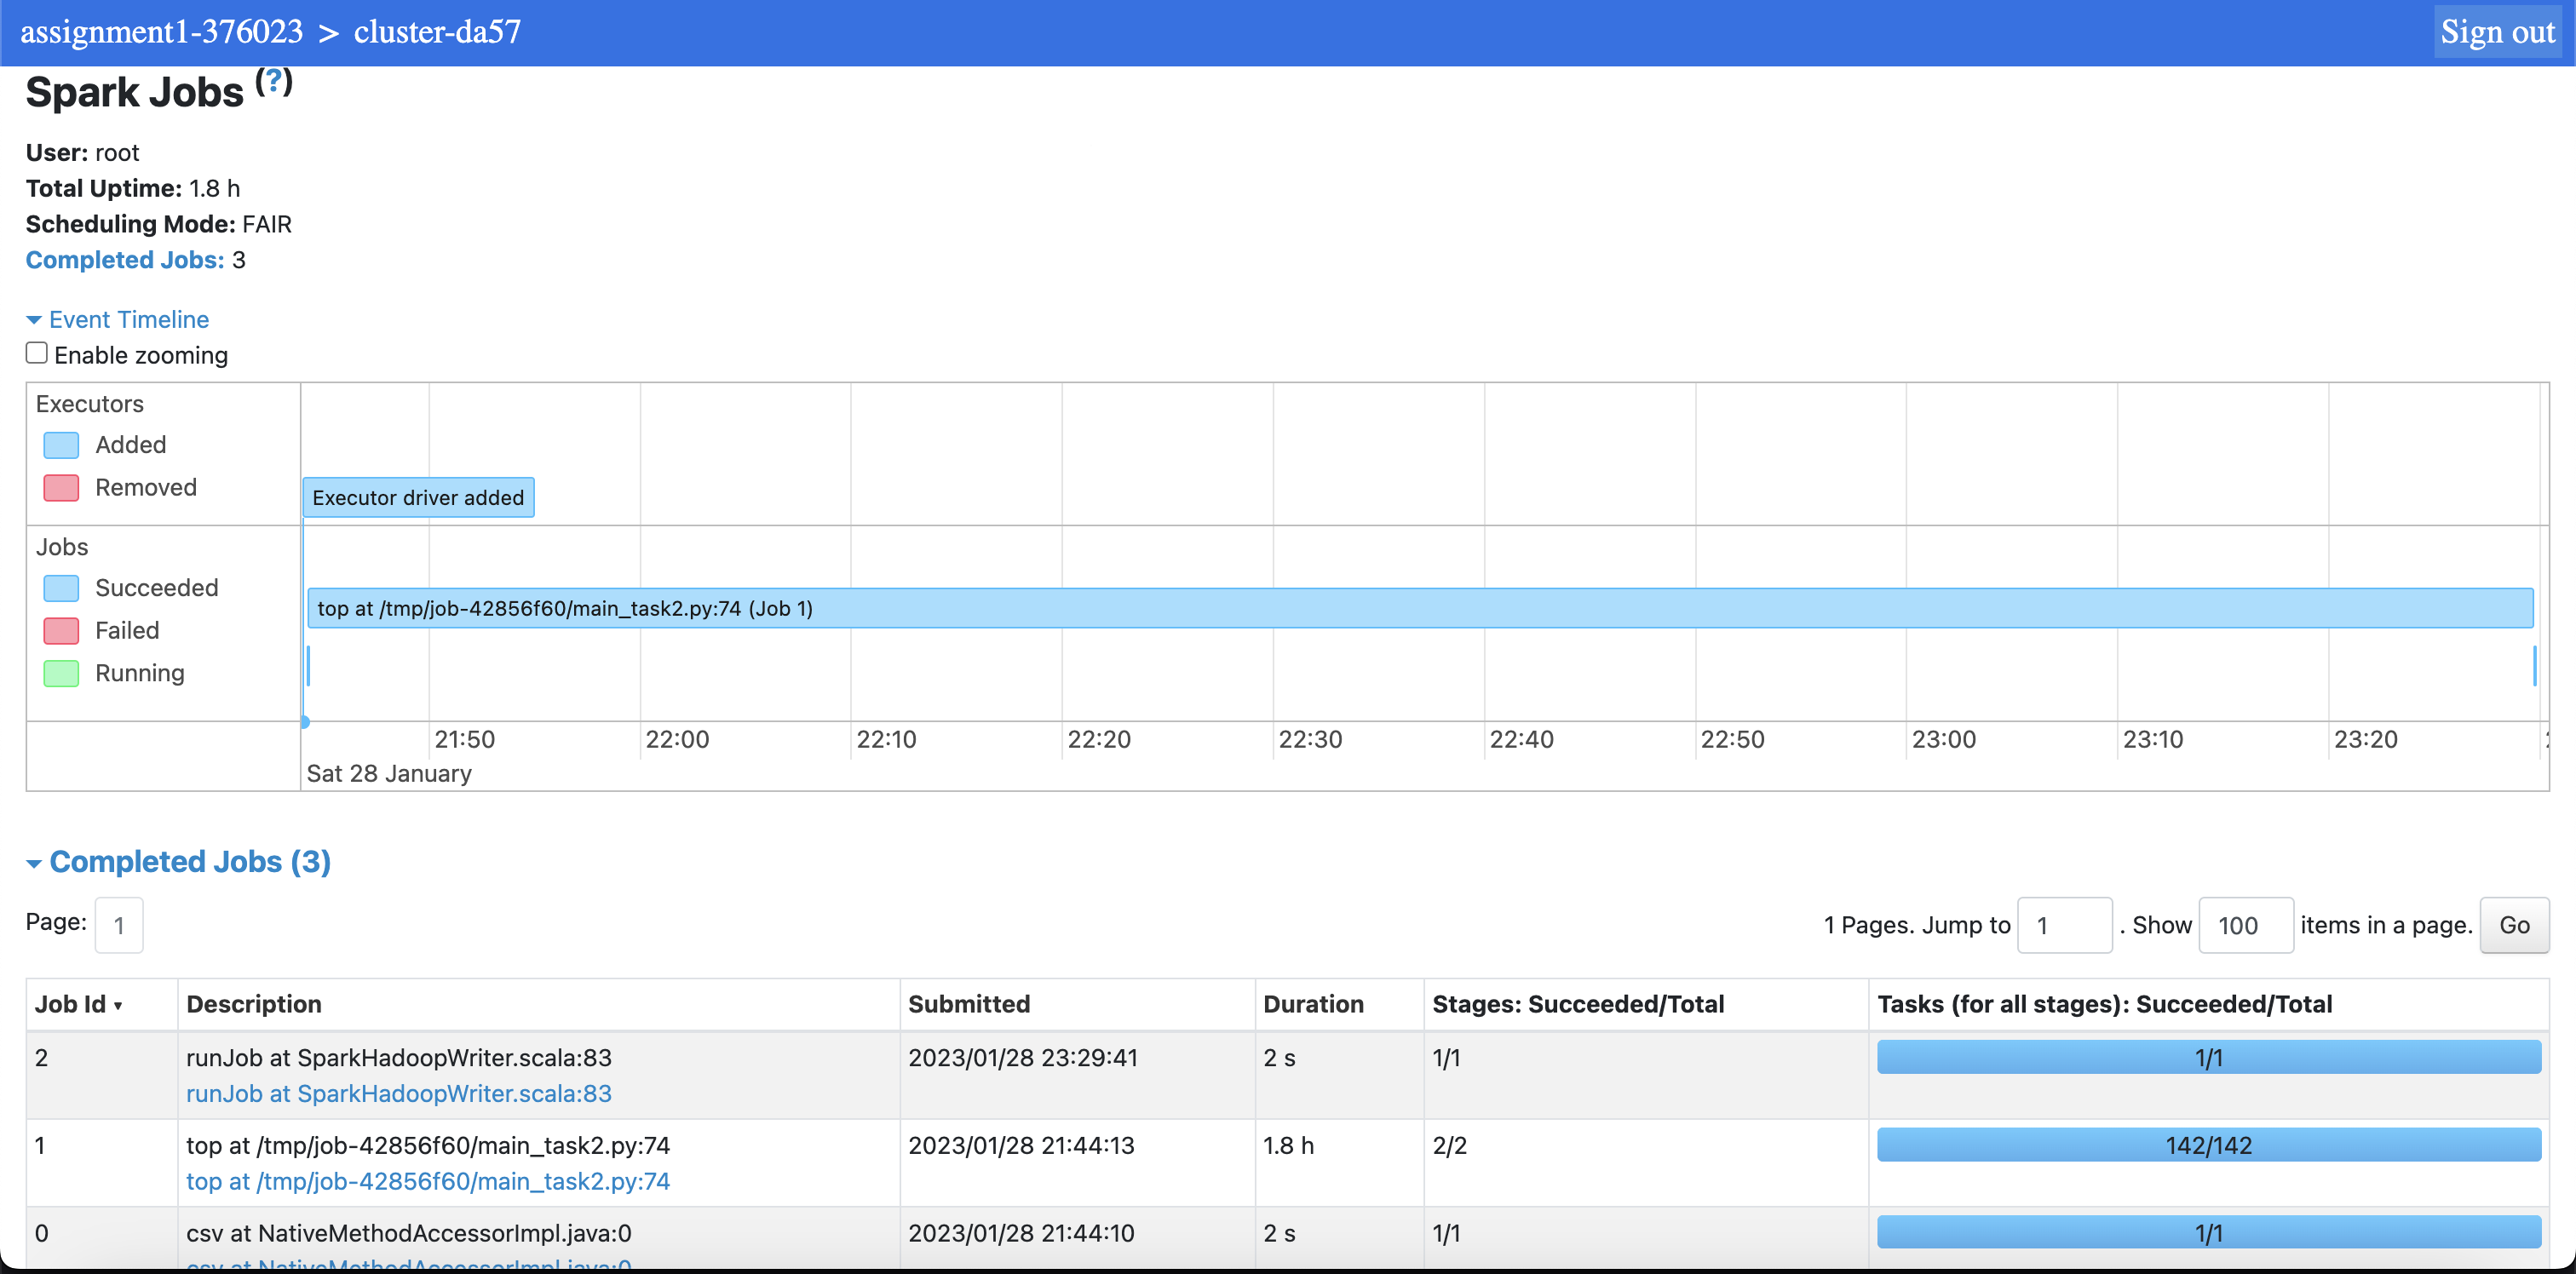 assignment1-376023 > cluster-da57
Sign out
Spark Jobs (?)
User: root
Total Uptime: 1.8 h
Scheduling Mode: FAIR
Completed Jobs: 3
Event Timeline
Enable zooming
Executors
Added
Removed
Executor driver added
Jobs
Succeeded
Failed
Running
top at /tmp/job-42856f60/main_task2.py:74 (Job 1)
21:50 22:00 22:10 22:20 22:30 22:40 22:50 23:00 23:10 23:20
Sat 28 January
Completed Jobs (3)
Page: 1
1 Pages. Jump to 1 . Show 100 items in a page. Go
Job Id ▾ Description Submitted Duration Stages: Succeeded/Total Tasks (for all stages): Succeeded/Total
2 runJob at SparkHadoopWriter.scala:83 2023/01/28 23:29:41 2 s 1/1 1/1
runJob at SparkHadoopWriter.scala:83
1 top at /tmp/job-42856f60/main_task2.py:74 2023/01/28 21:44:13 1.8 h 2/2 142/142
top at /tmp/job-42856f60/main_task2.py:74
0 csv at NativeMethodAccessorImpl.java:0 2023/01/28 21:44:10 2 s 1/1 1/1
csv at NativeMethodAccessorImpl.java:0